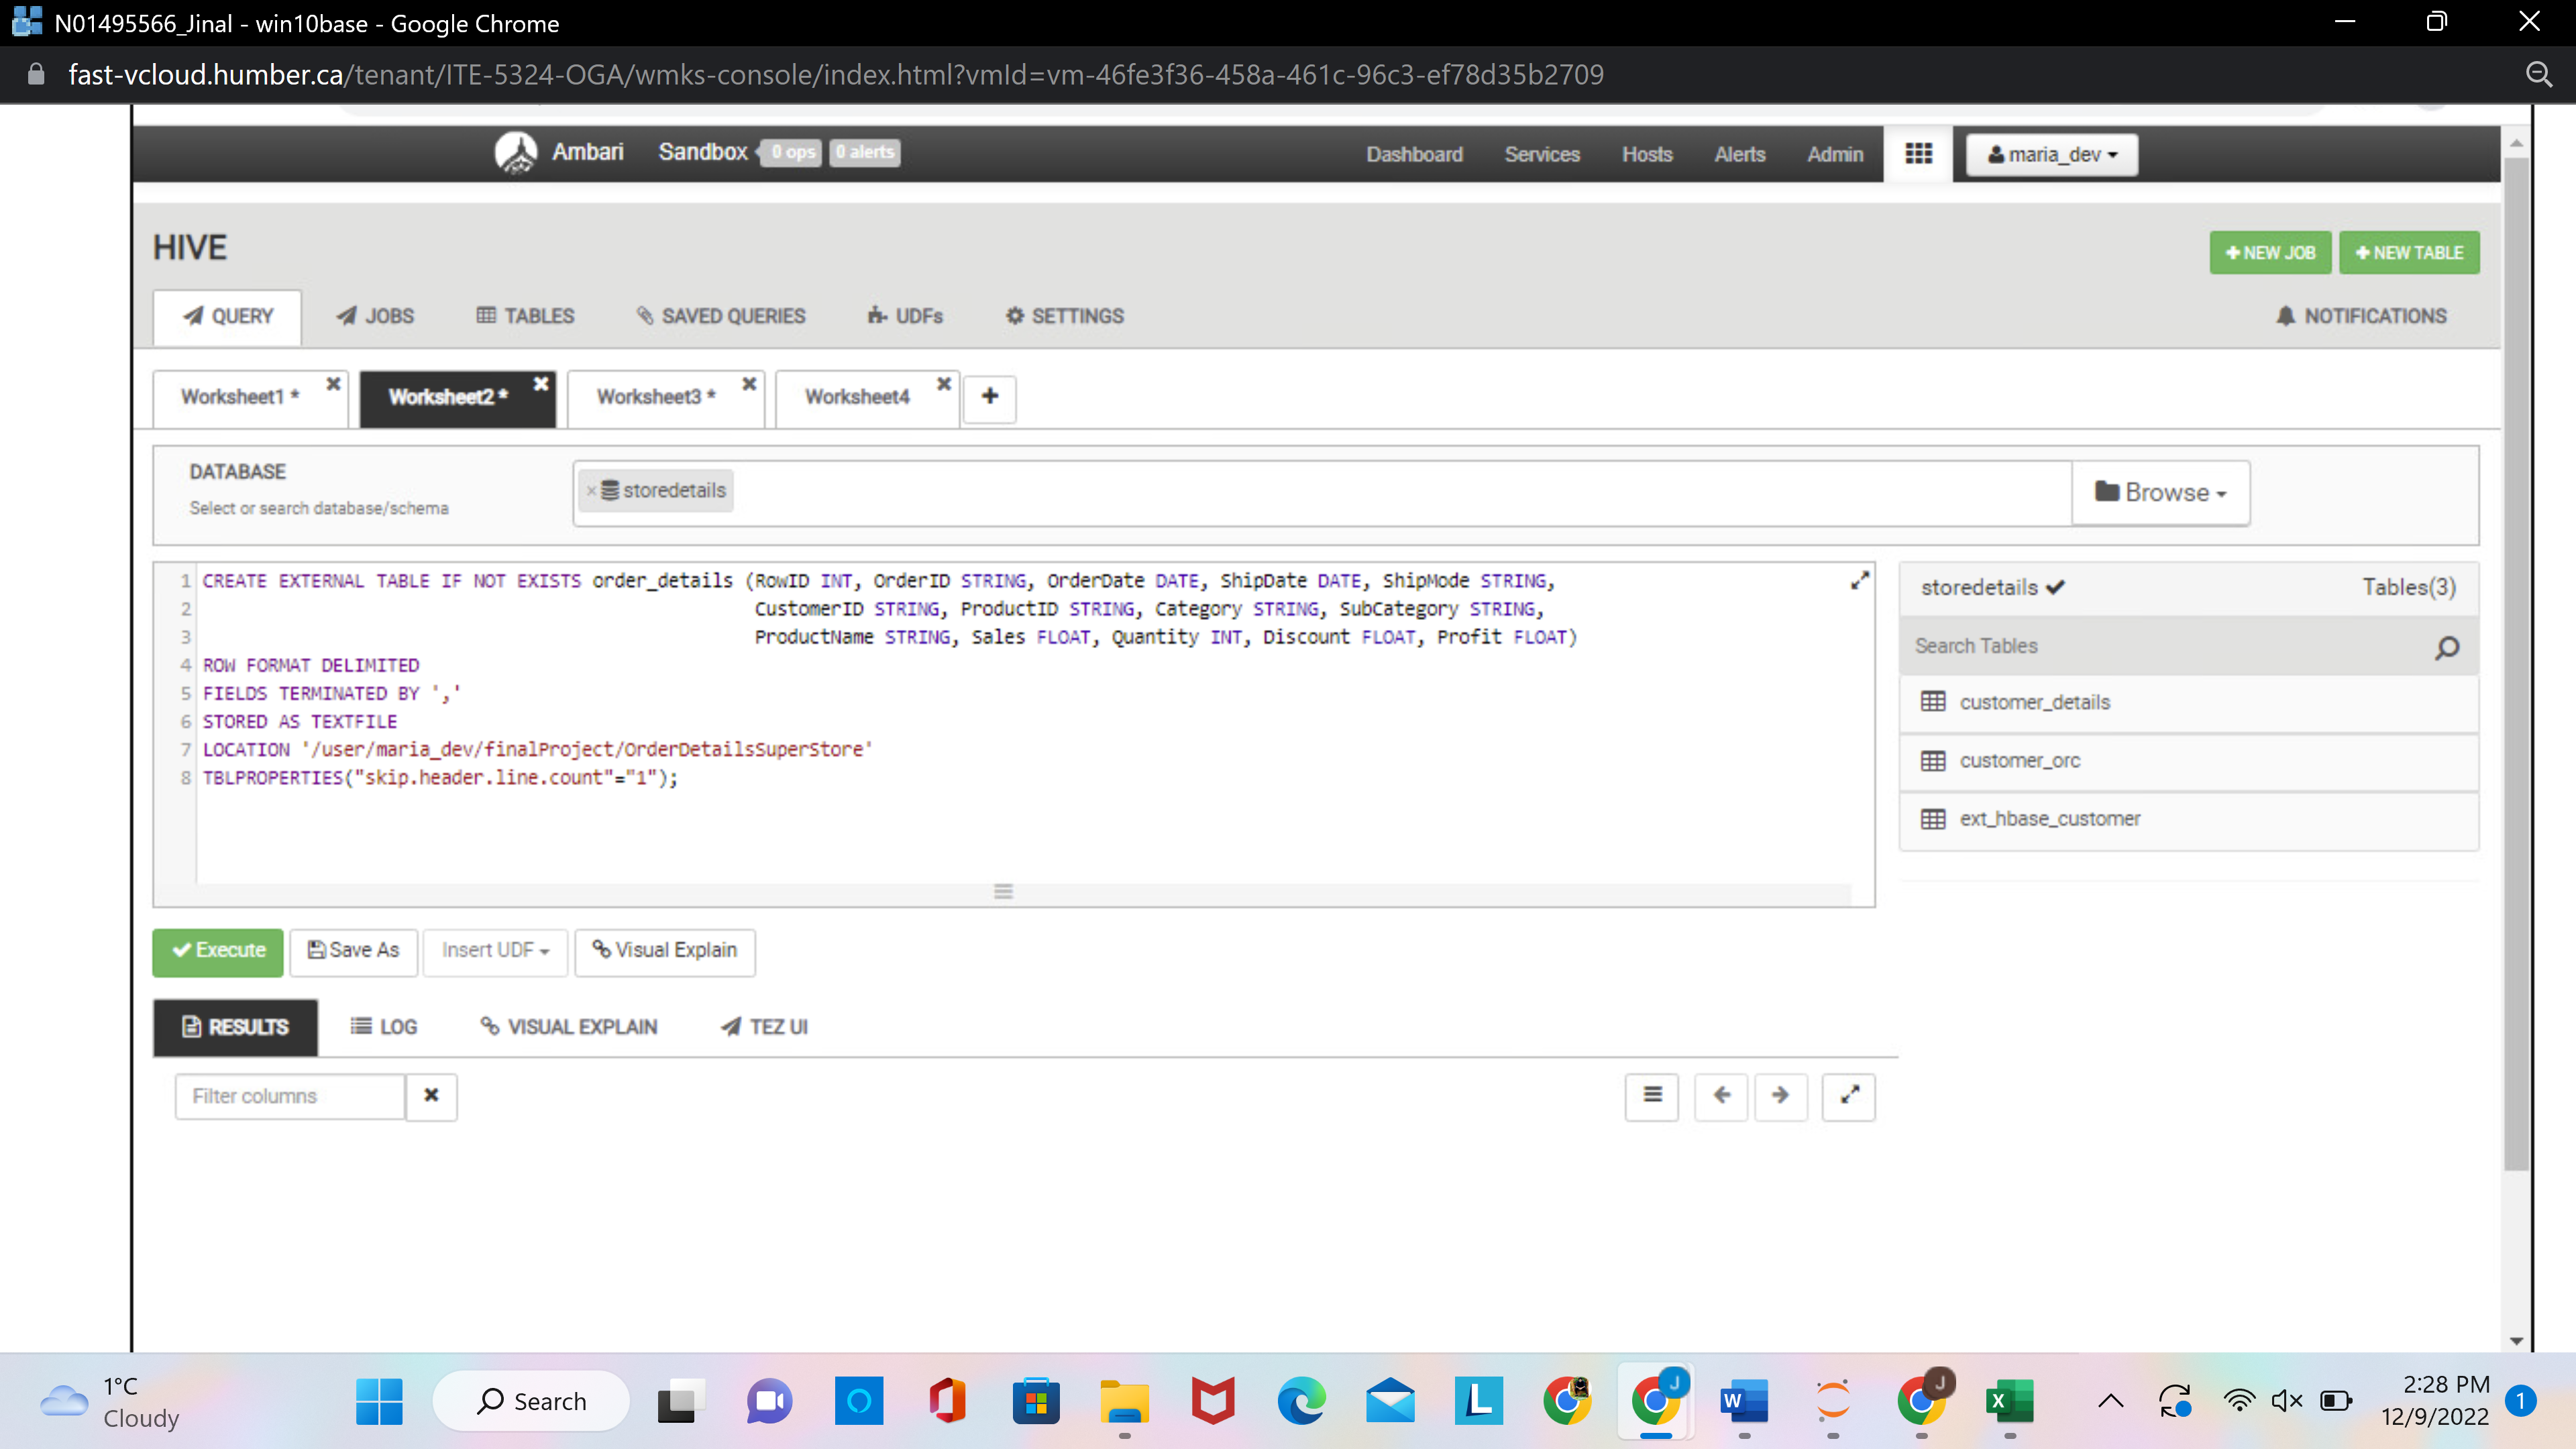 N01495566_Jinal - win10base - Google Chrome
fast-vcloud.humber.ca/tenant/ITE-5324-OGA/wmks-console/index.html?vmId=vm-46fe3f36-458a-461c-96c3-ef78d35b2709
Ambari Sandbox 0 ops 0 alerts Dashboard Services Hosts Alerts Admin maria_dev
HIVE
NEW JOB NEW TABLE
QUERY JOBS TABLES SAVED QUERIES UDFs SETTINGS NOTIFICATIONS
Worksheet1 * Worksheet2 * Worksheet3 * Worksheet4
DATABASE
Select or search database/schema
storedetails
Browse
1 CREATE EXTERNAL TABLE IF NOT EXISTS order_details (RowID INT, OrderID STRING, OrderDate DATE, ShipDate DATE, ShipMode STRING,
2 CustomerID STRING, ProductID STRING, Category STRING, SubCategory STRING,
3 ProductName STRING, Sales FLOAT, Quantity INT, Discount FLOAT, Profit FLOAT)
4 ROW FORMAT DELIMITED
5 FIELDS TERMINATED BY ','
6 STORED AS TEXTFILE
7 LOCATION '/user/maria_dev/finalProject/OrderDetailsSuperStore'
8 TBLPROPERTIES("skip.header.line.count"="1");
storedetails Tables(3)
Search Tables
customer_details
customer_orc
ext_hbase_customer
Execute Save As Insert UDF Visual Explain
RESULTS LOG VISUAL EXPLAIN TEZ UI
Filter columns
1°C
Cloudy
Search
L
J
W
J
X
2:28 PM
12/9/2022
1